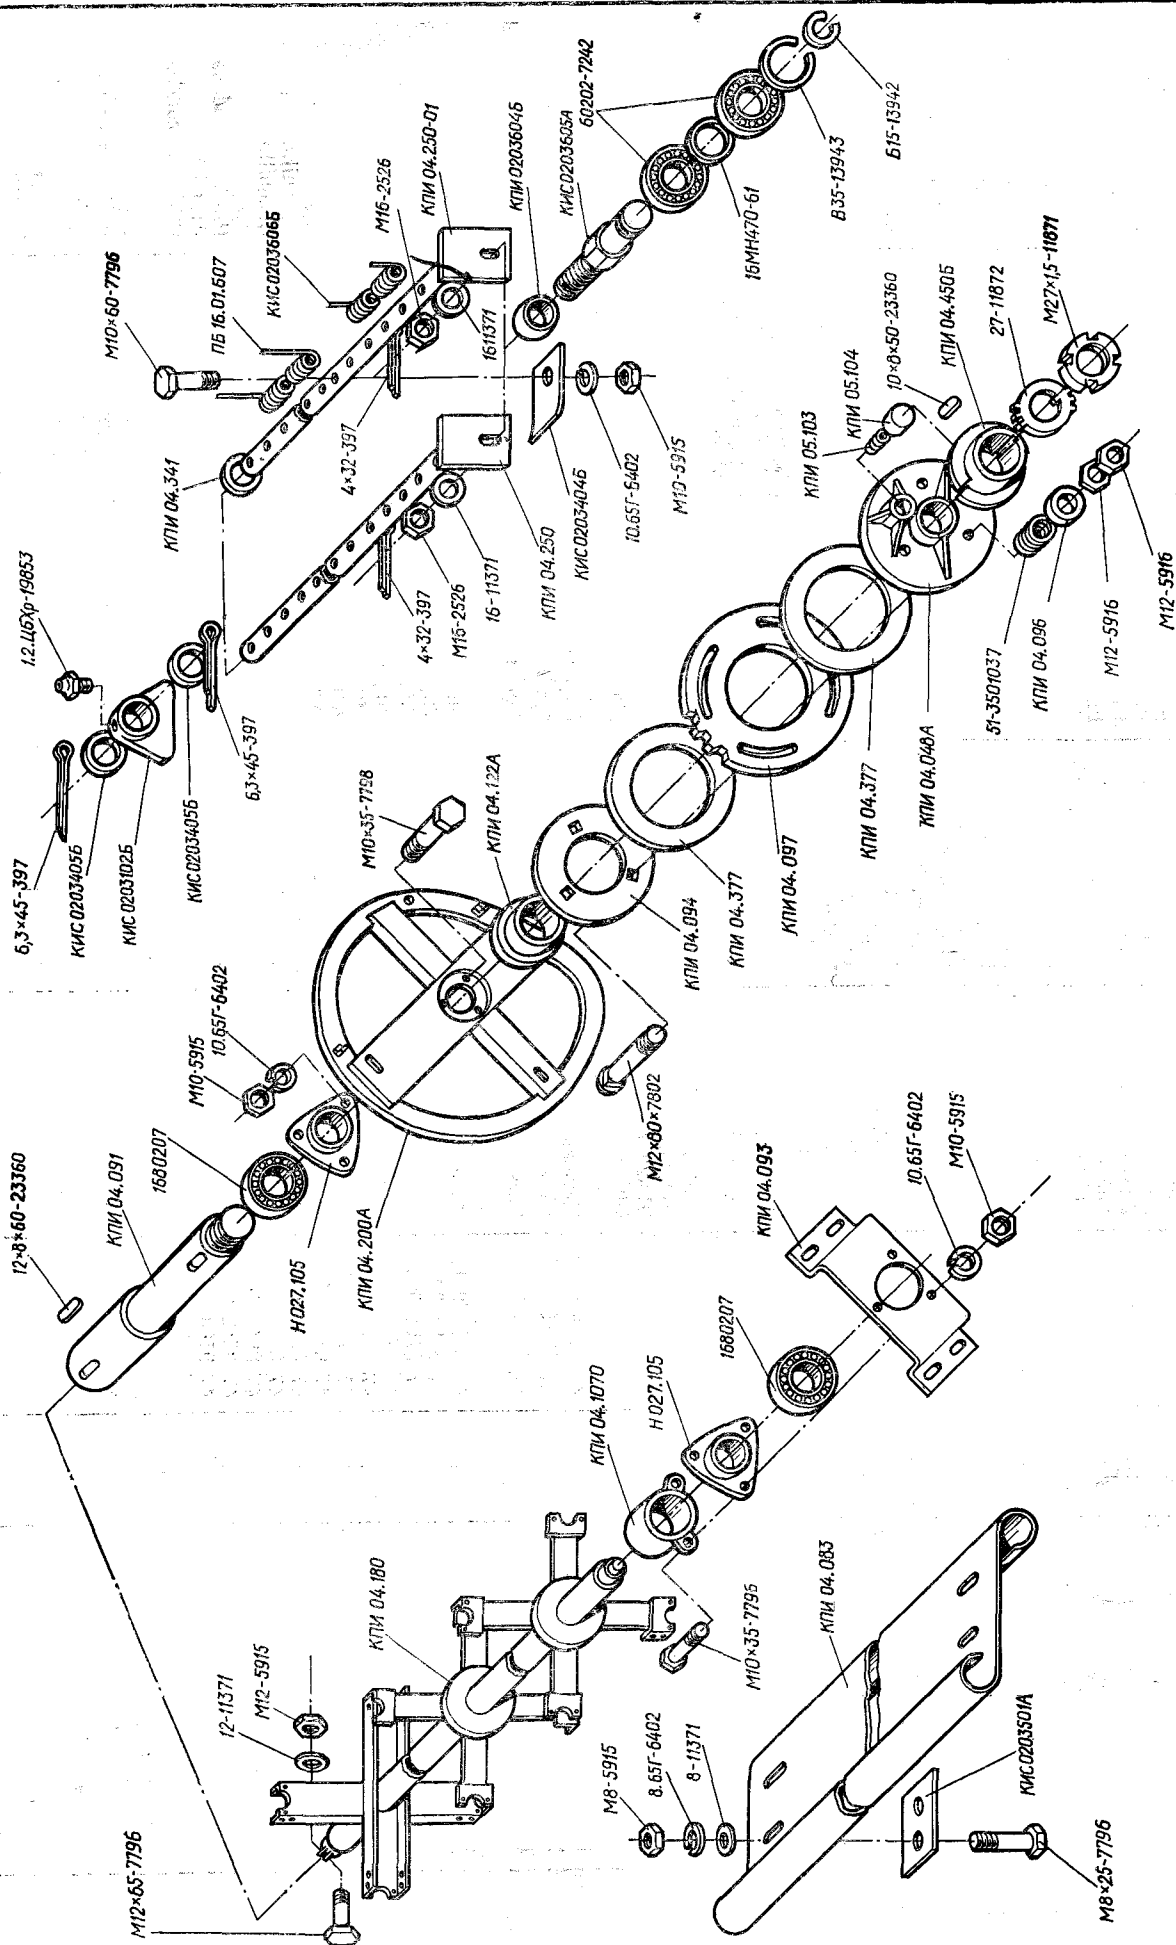 М10×60-7796
ПБ 16.01.607
КИС 0203606Б
М16-2526
КПИ 04.250-01
КПИ 0203604Б
КИС 0203605А
60202-7242
КПИ 04.341
1.2.Ц6Хр-19853
6,3×45-397
КИС 0203405Б
КИС 0203102Б
КИС 0203405Б
6,3×45-397
4×32-397
1611371
4×32-397
М16-2526
16-11371
КПИ 04.250
КИС 0203404Б
10.65Г-6402
М10-5915
16МН470-61
В35-13943
Б15-13942
КПИ 05.103
КПИ 05.104
10×8×50-23360
КПИ 04.450Б
27-11872
М27×1,5-11871
М10×35-7798
КПИ 04.122А
КПИ 04.094
КПИ 04.377
КПИ 04.097
КПИ 04.377
КПИ 04.048А
51-3501037
КПИ 04.096
М12-5916
М12-5916
12×8×60-23360
КПИ 04.091
1680207
М10-5915
10.65Г-6402
Н 027.105
КПИ 04.200А
М12×80×7802
КПИ 04.093
10.65Г-6402
М10-5915
1680207
Н 027.105
КПИ 04.1070
М10×35-7796
КПИ 04.180
М12-5915
12-11371
М12×65-7796
М8-5915
8.65Г-6402
8-11371
КПИ 04.083
КИС 0203501А
М8×25-7796